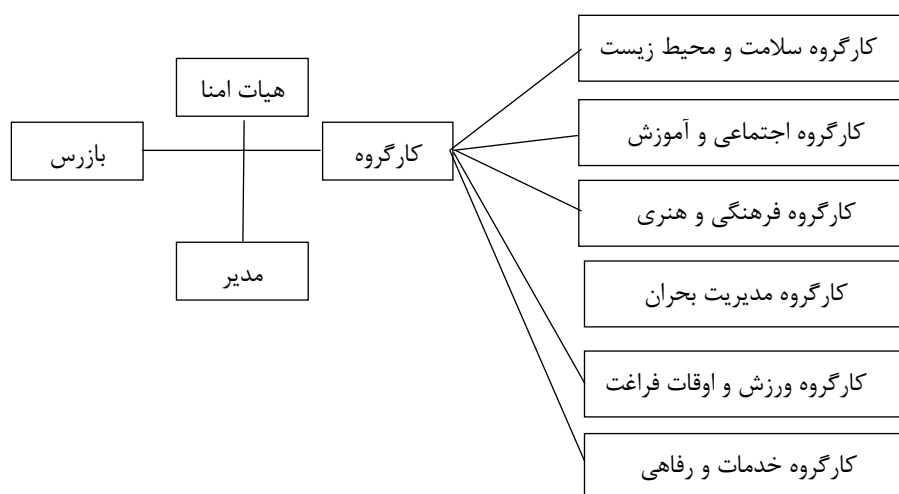 کارگروه سلامت و محیط زیست
هیات امنا
کارگروه اجتماعی و آموزش
کارگروه
بازرس
کارگروه فرهنگی و هنری
مدیر
کارگروه مدیریت بحران
کارگروه ورزش و اوقات فراغت
کارگروه خدمات و رفاهی